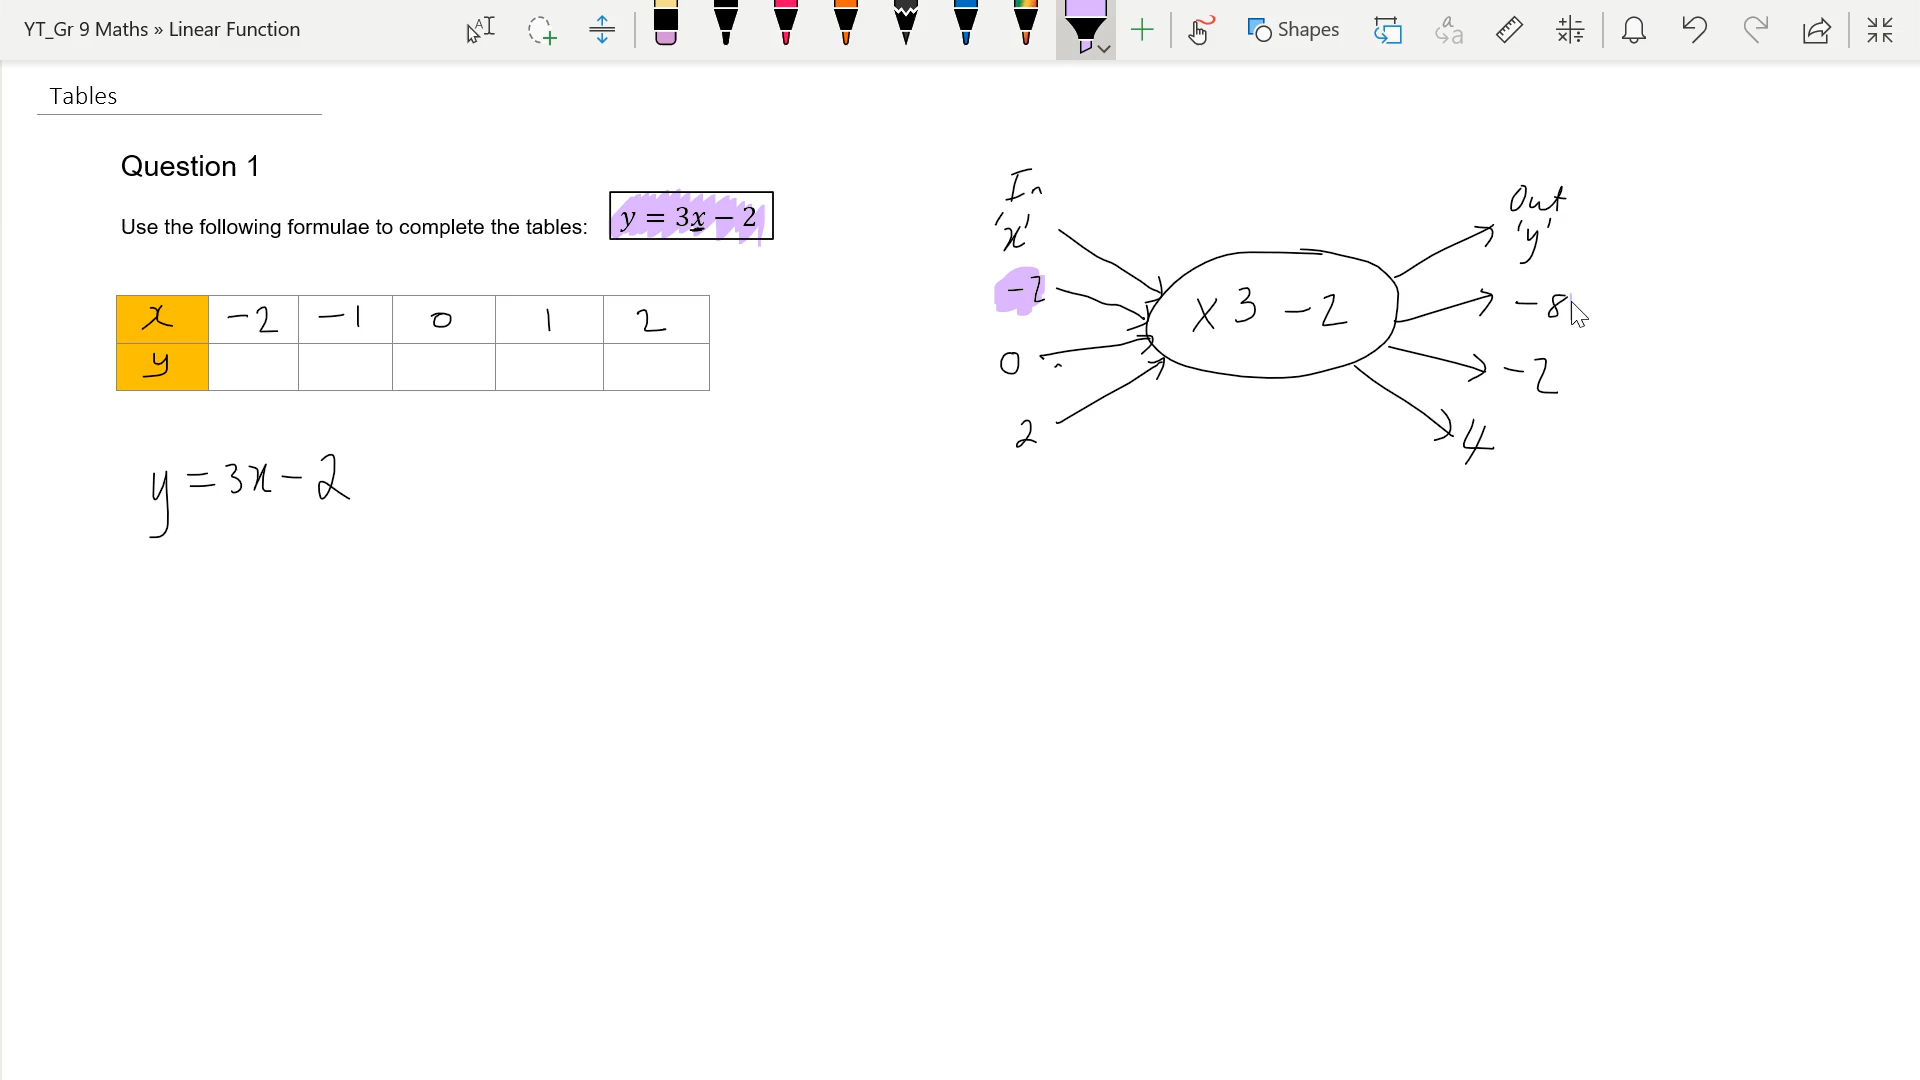 YT_Gr 9 Maths » Linear Function
Shapes
Tables
Question 1
Use the following formulae to complete the tables: y = 3x − 2
x -2 -1 0 1 2
y
y = 3x - 2
In
'x'
-2
0
2
x 3 - 2
Out
'y'
-8
-2
4